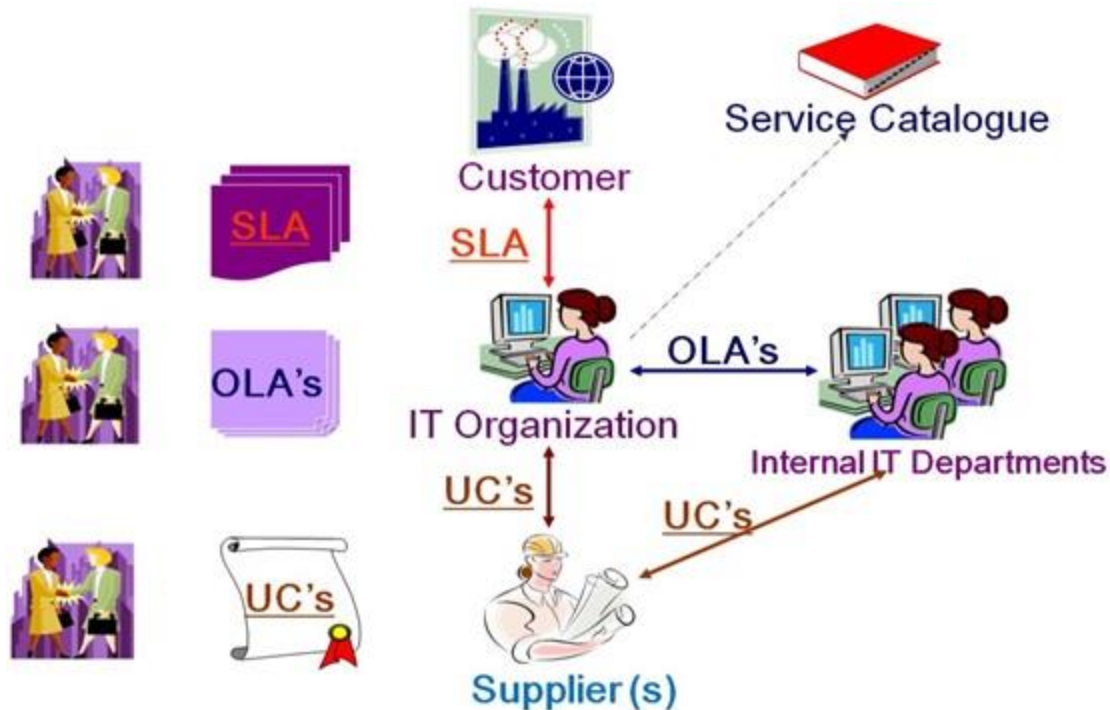 Service Catalogue
Customer
SLA
SLA
OLA's
OLA's
IT Organization
Internal IT Departments
UC's
UC's
UC's
Supplier (s)